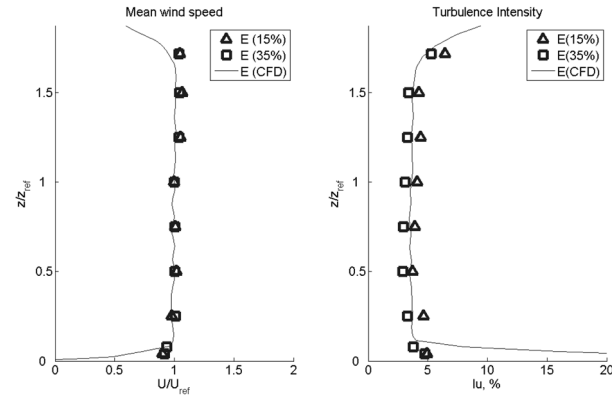 Mean wind speed
E (15%)
E (35%)
E (CFD)
1.5
1
0.5
0
z/z_ref
0
0.5
1
1.5
2
U/U_ref
Turbulence Intensity
E(15%)
E(35%)
E(CFD)
1.5
1
0.5
0
z/z_ref
0
5
10
15
20
Iu, %